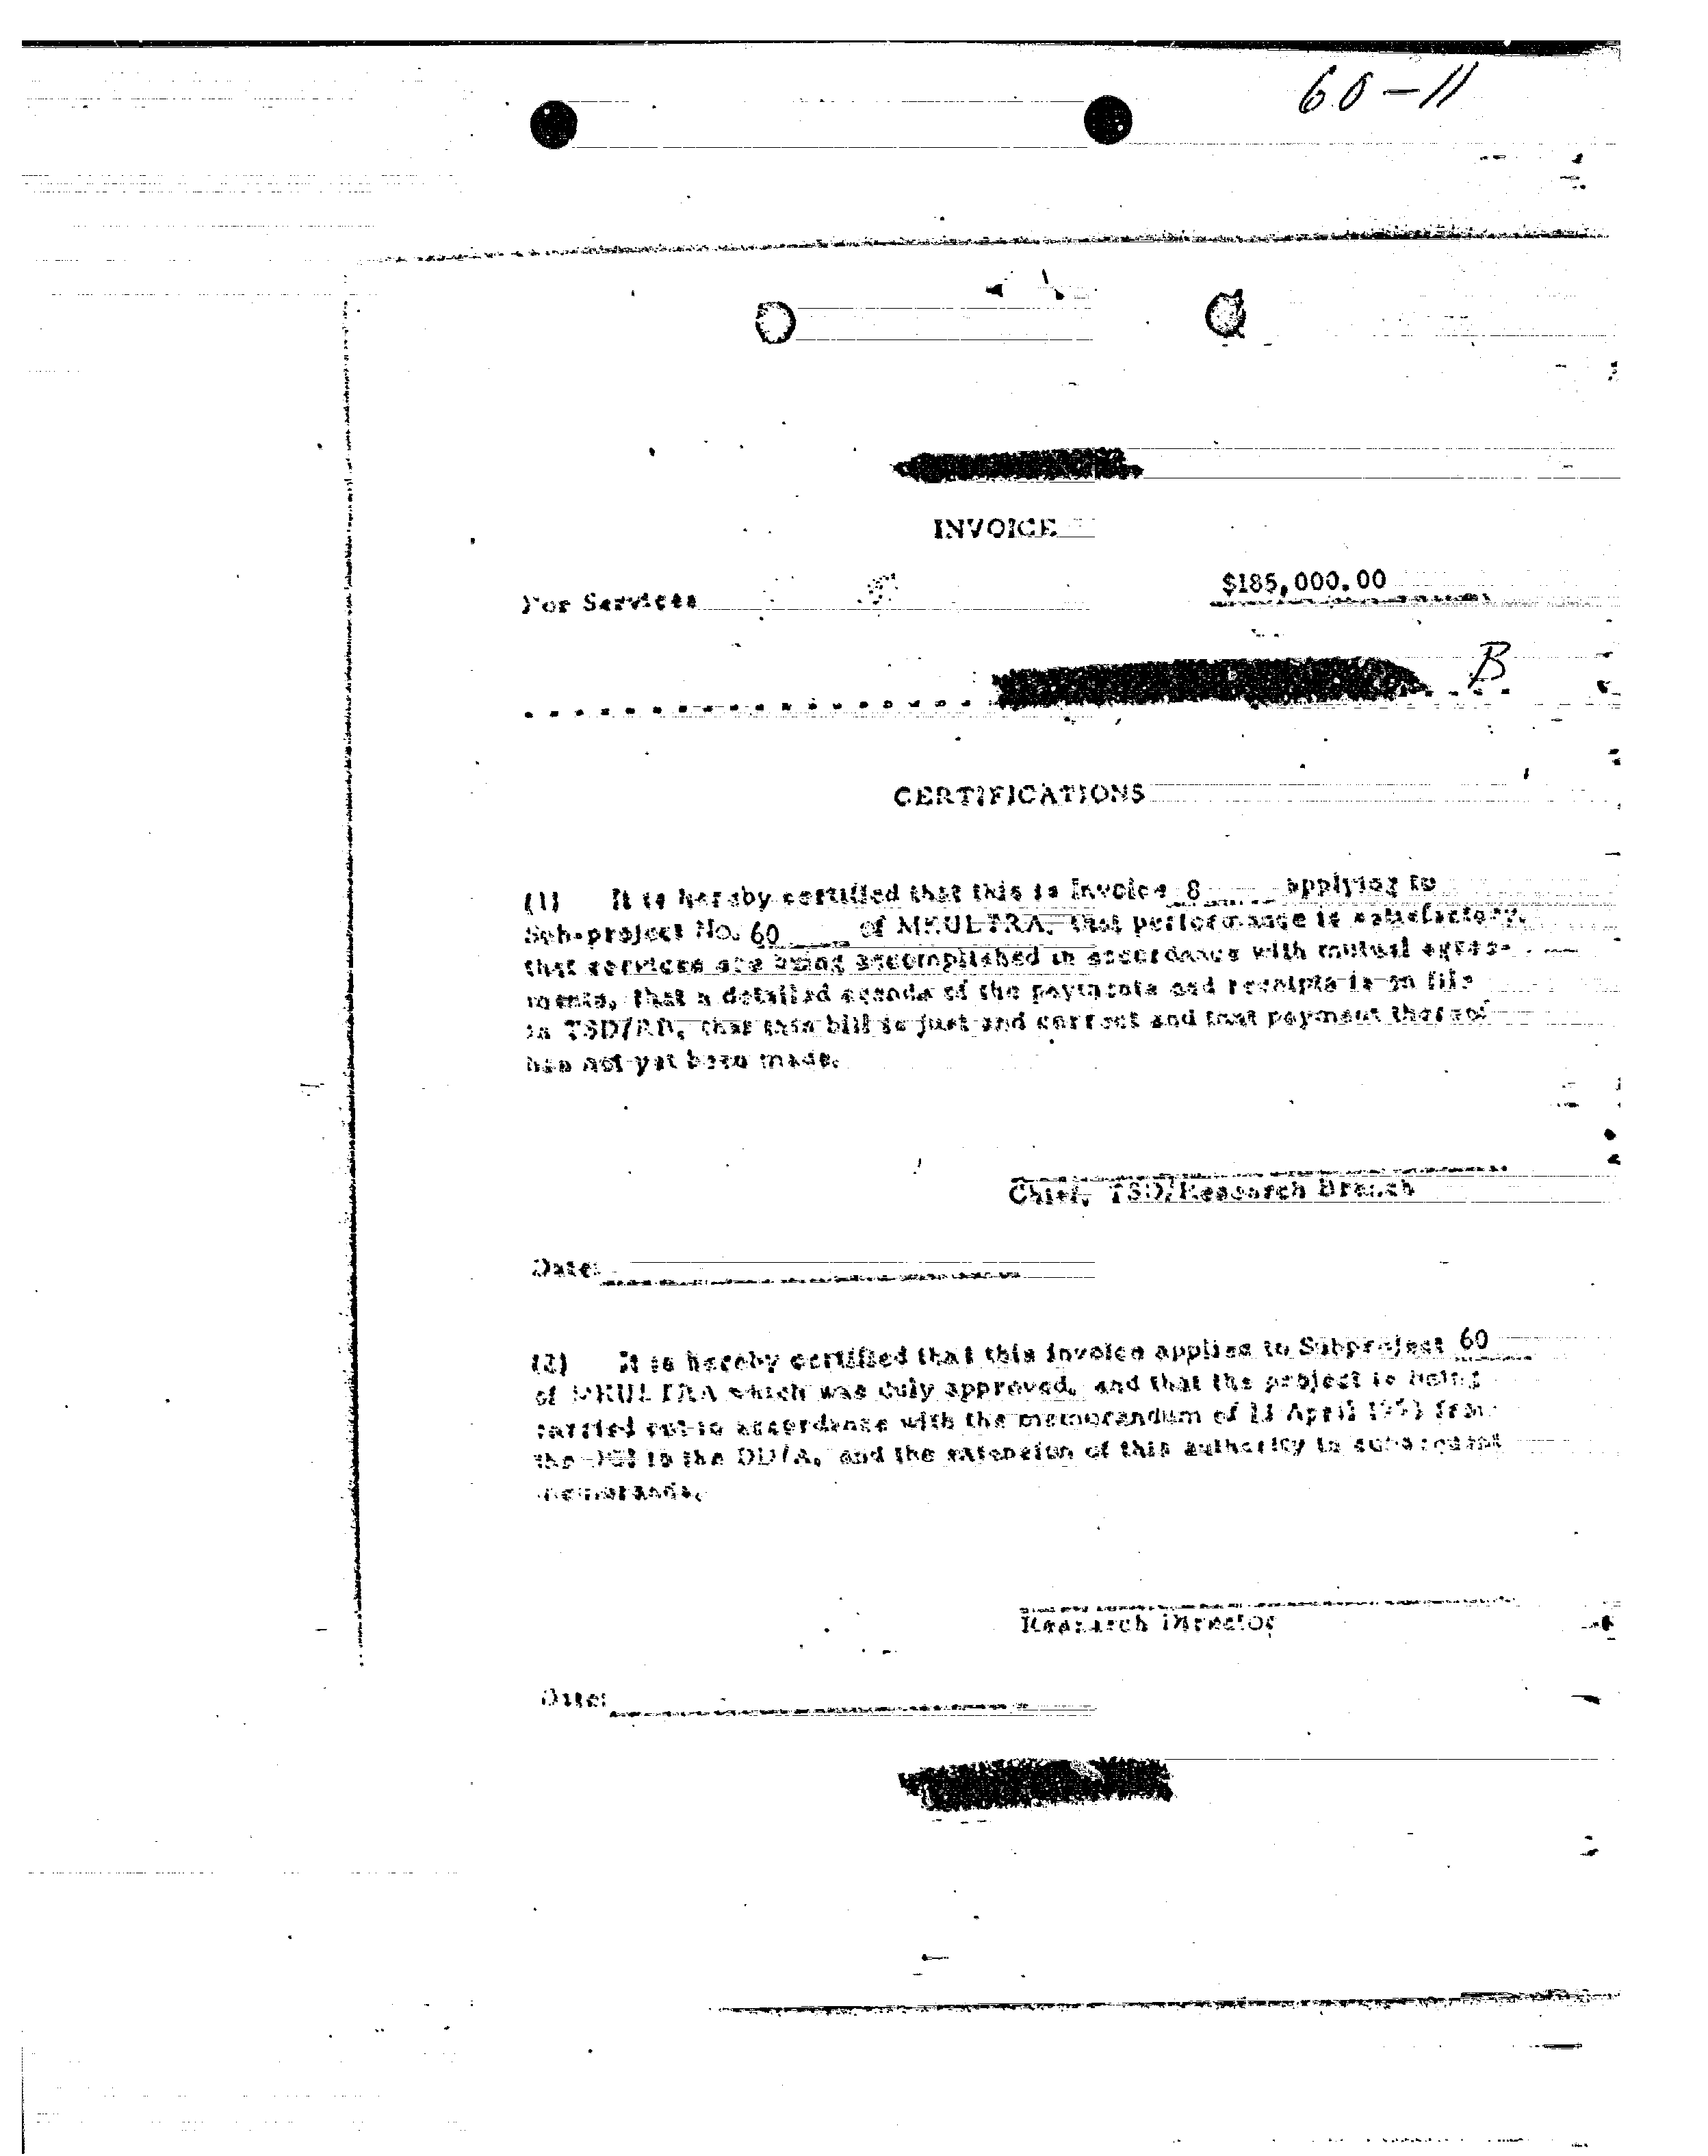 60-11
INVOICE
For Services $185,000.00
B
CERTIFICATIONS
(1) It is hereby certified that this is Invoice 8 applying to
Sub-project No. 60 of MKULTRA, that performance is satisfactory,
that services are being accomplished in accordance with mutual agree-
ments, that a detailed agenda of the payments and receipts is on file
in TSD/RB, that this bill is just and correct and that payment thereof
has not yet been made.
Chief, TSD/Research Branch
Date:
(2) It is hereby certified that this invoice applies to Subproject 60
of MKULTRA which was duly approved, and that the project is being
carried out in accordance with the memorandum of 13 April 1953 from
the DCI to the DD/A, and the extension of this authority in subsequent
memoranda.
Research Director
Date: